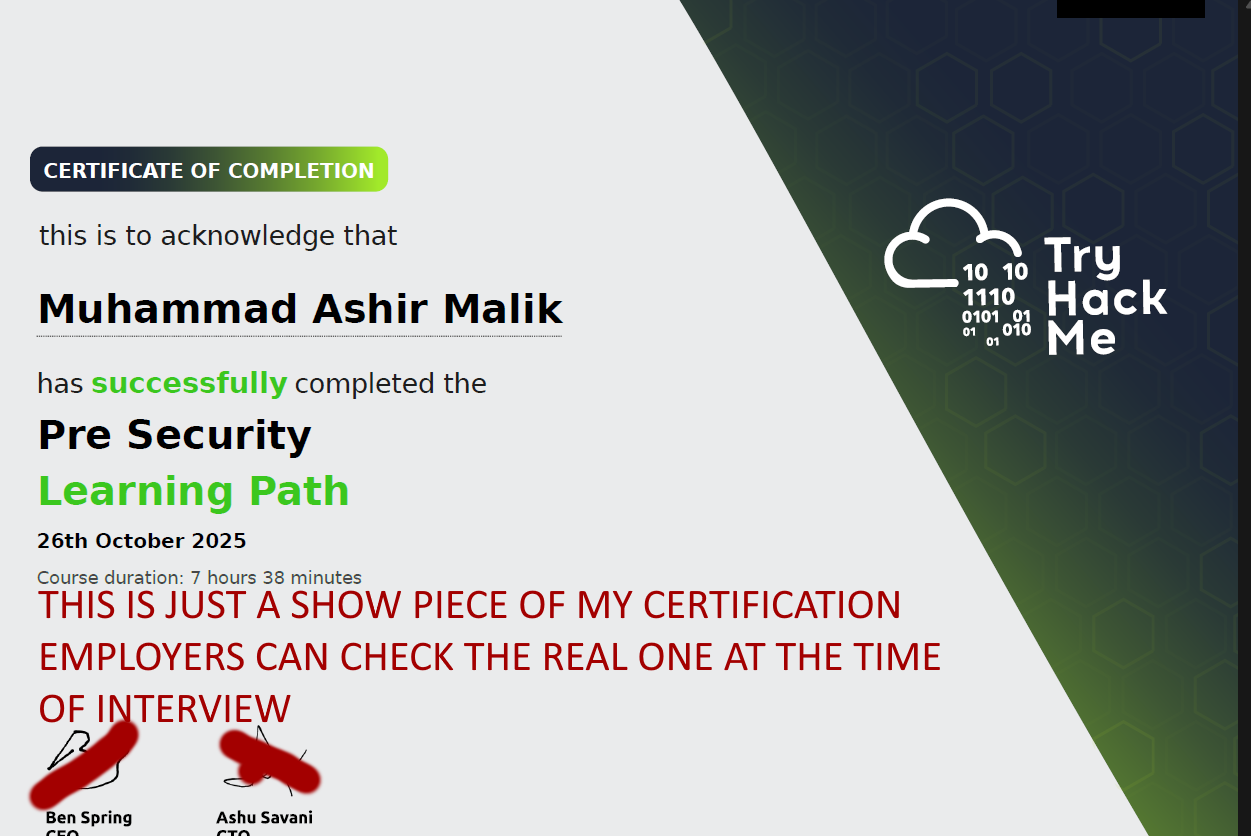 CERTIFICATE OF COMPLETION
this is to acknowledge that
Muhammad Ashir Malik
has successfully completed the
Pre Security
Learning Path
26th October 2025
Course duration: 7 hours 38 minutes
THIS IS JUST A SHOW PIECE OF MY CERTIFICATION
EMPLOYERS CAN CHECK THE REAL ONE AT THE TIME
OF INTERVIEW
Ben Spring
CEO
Ashu Savani
CTO
10 10
1110
0101 01
01 010
01
Try
Hack
Me